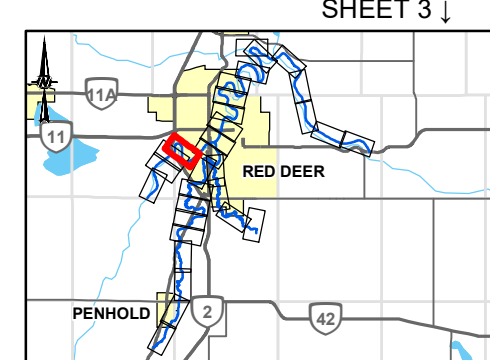 SHEET 3 ↓
N
11A
11
RED DEER
PENHOLD
2
42